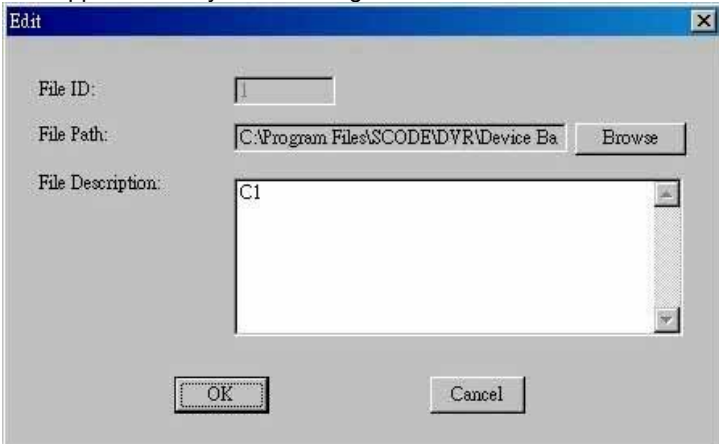 Edit
File ID: 1
File Path: C:\Program Files\SCODE\DVR\Device Ba Browse
File Description: C1
OK Cancel